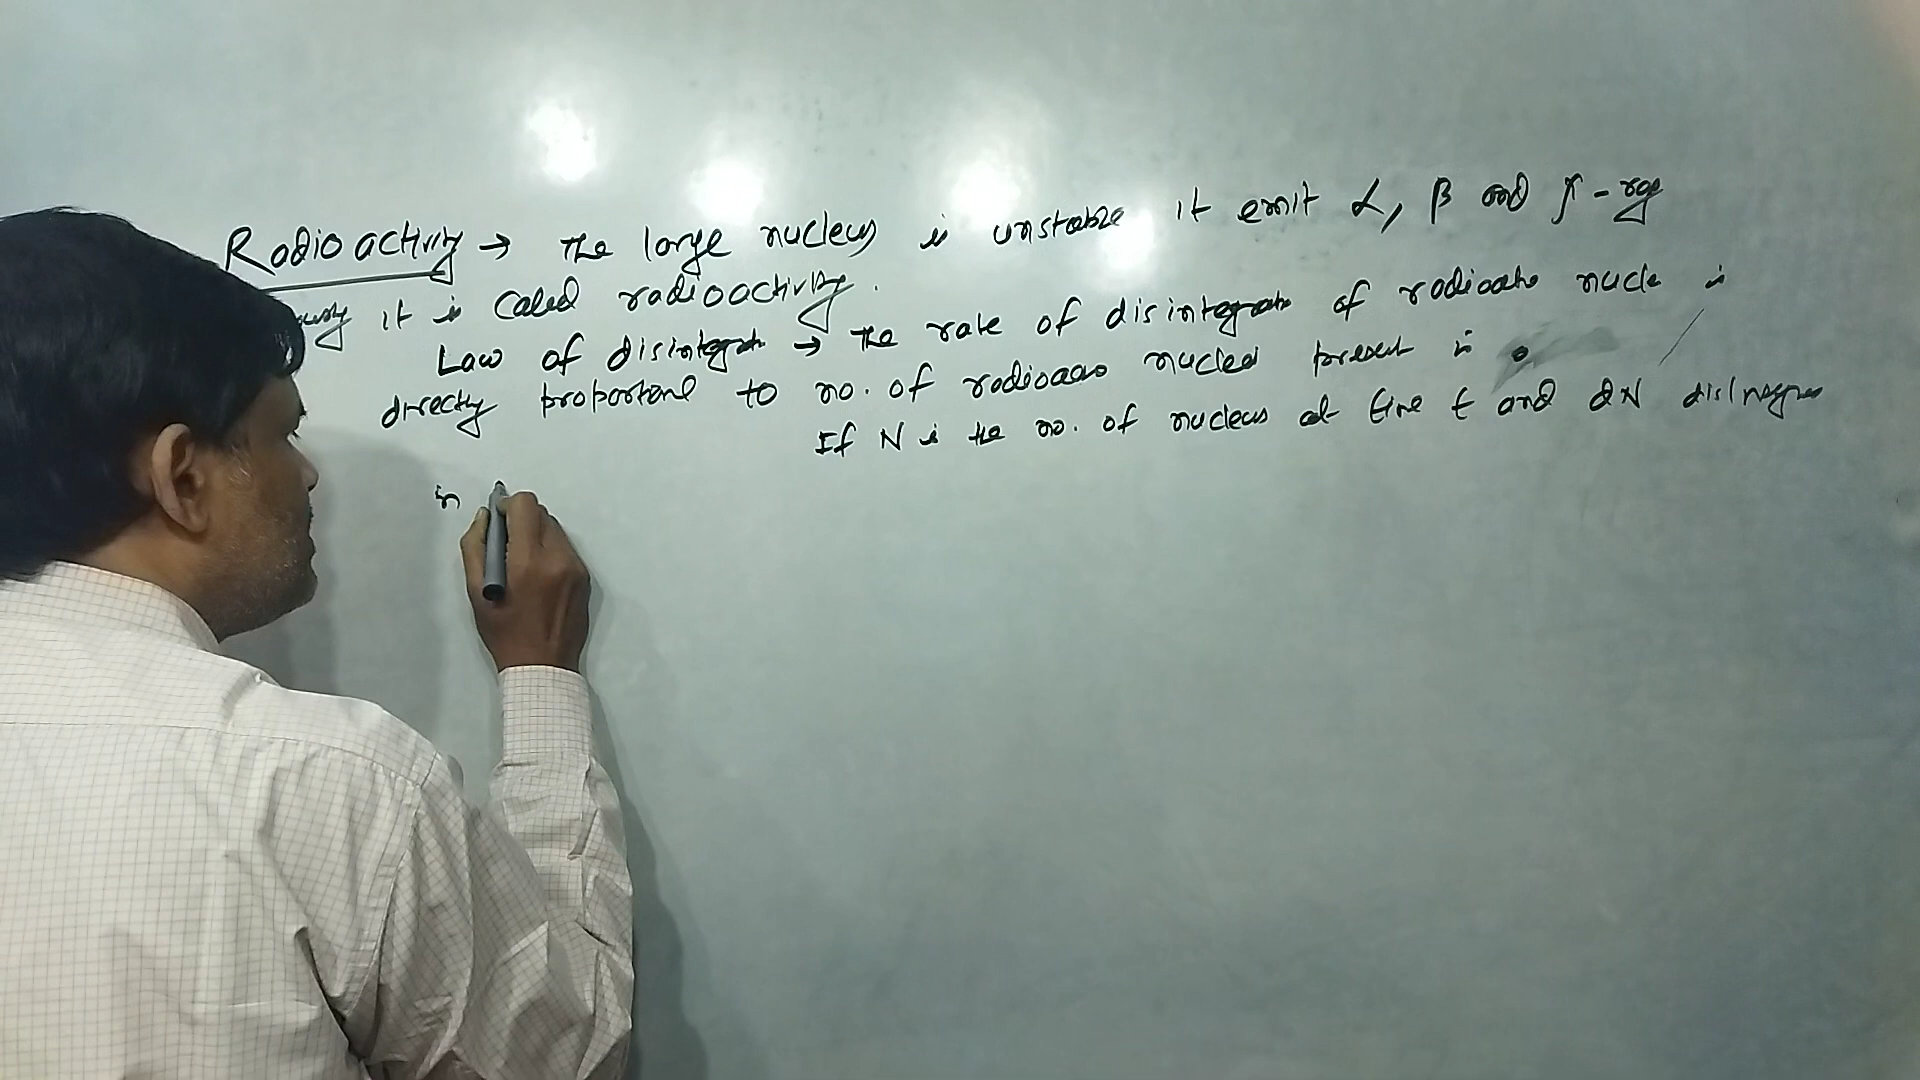 Radioactivity → The large nucleus is unstable it emit α, β and γ-ray
it is called radioactivity.
Law of disintegration → The rate of disintegration of radioactive nuclei is
directly proportional to no. of radioactive nuclei present in
If N is the no. of nucleus at time t and dN disintegrates
in